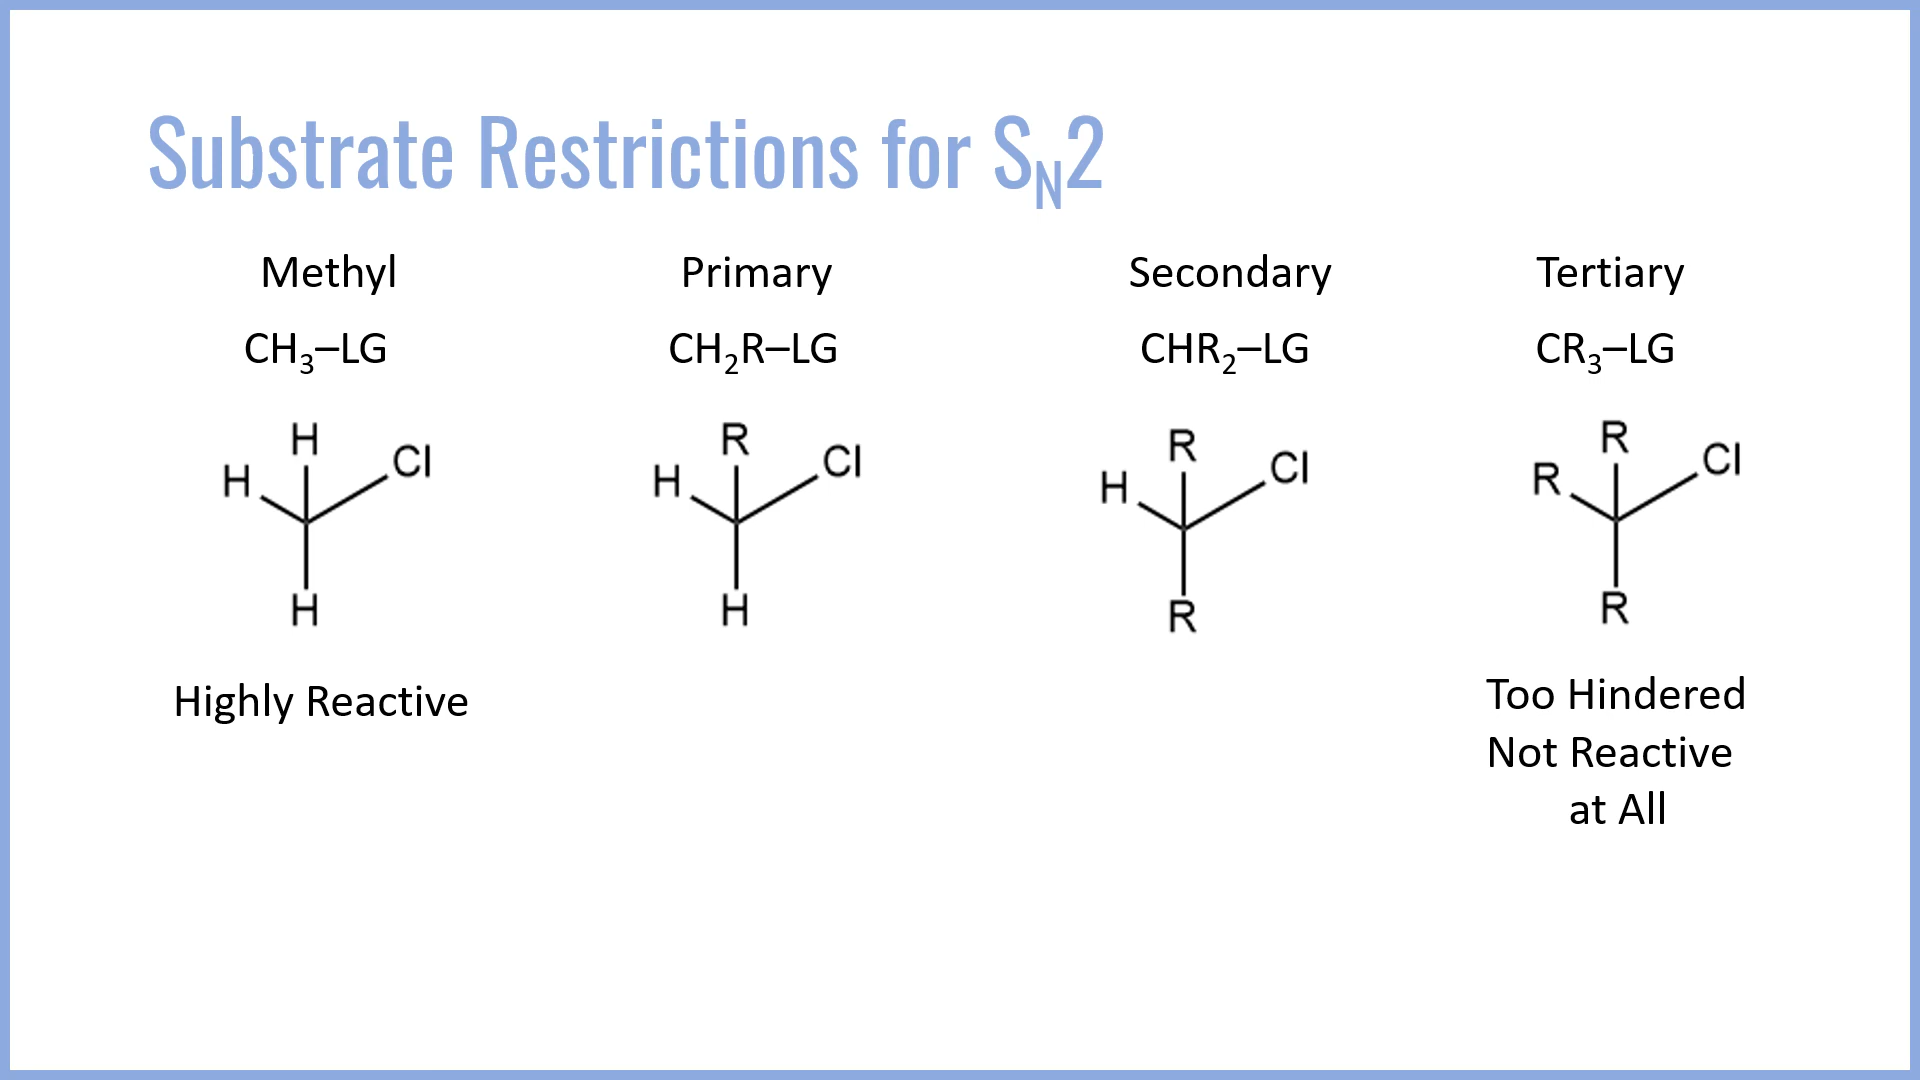 Substrate Restrictions for SN2
Methyl Primary Secondary Tertiary
CH3–LG CH2R–LG CHR2–LG CR3–LG
H Cl H H
R Cl H H
R Cl H R
R Cl R R
Highly Reactive
Too Hindered
Not Reactive
at All